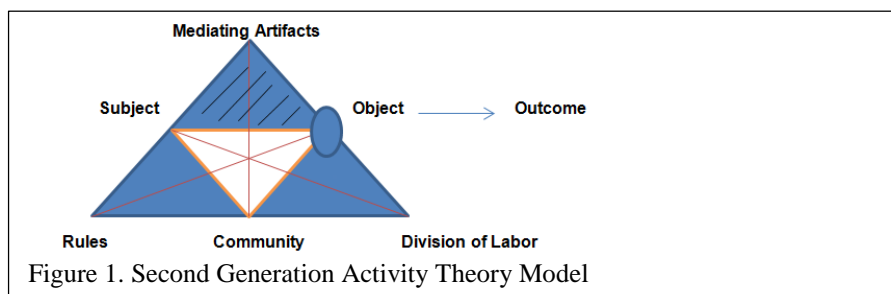 Mediating Artifacts
Subject Object Outcome
Rules Community Division of Labor
Figure 1. Second Generation Activity Theory Model